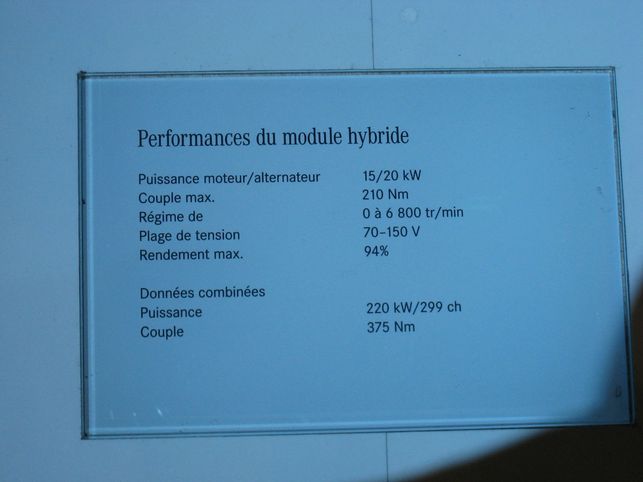 Performances du module hybride
Puissance moteur/alternateur 15/20 kW
Couple max. 210 Nm
Régime de 0 à 6 800 tr/min
Plage de tension 70–150 V
Rendement max. 94%
Données combinées
Puissance 220 kW/299 ch
Couple 375 Nm